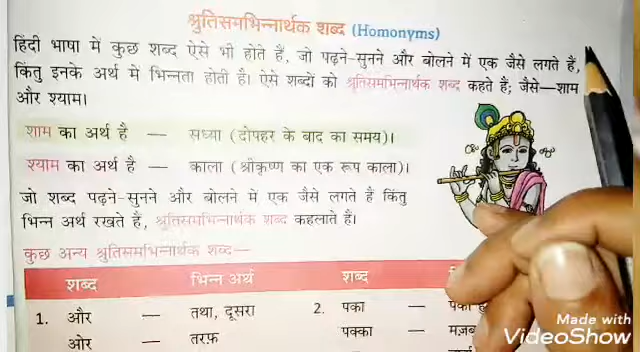 श्रुतिसमभिन्नार्थक शब्द (Homonyms)
हिंदी भाषा में कुछ शब्द ऐसे भी होते हैं, जो पढ़ने-सुनने और बोलने में एक जैसे लगते हैं,
किंतु इनके अर्थ में भिन्नता होती है। ऐसे शब्दों को श्रुतिसमभिन्नार्थक शब्द कहते हैं; जैसे—शाम
और श्याम।
शाम का अर्थ है — सध्या (दोपहर के बाद का समय)।
श्याम का अर्थ है — काला (श्रीकृष्ण का एक रूप काला)।
जो शब्द पढ़ने-सुनने और बोलने में एक जैसे लगते हैं किंतु
भिन्न अर्थ रखते हैं, श्रुतिसमभिन्नार्थक शब्द कहलाते हैं।
कुछ अन्य श्रुतिसमभिन्नार्थक शब्द—
शब्द भिन्न अर्थ शब्द
1. और — तथा, दूसरा 2. पका — पका
ओर — तरफ़ पक्का —
Made with
VideoShow